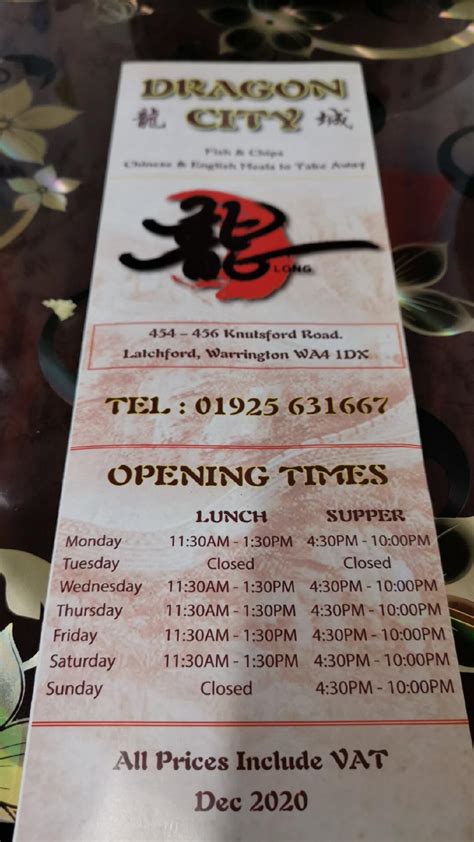 DRAGON
龍 CITY 城
Fish & Chips
Chinese & English Meals to Take Away
龍
LONG
454 - 456 Knutsford Road.
Latchford, Warrington WA4 1DX
TEL : 01925 631667
OPENING TIMES
LUNCH SUPPER
Monday 11:30AM - 1:30PM 4:30PM - 10:00PM
Tuesday Closed Closed
Wednesday 11:30AM - 1:30PM 4:30PM - 10:00PM
Thursday 11:30AM - 1:30PM 4:30PM - 10:00PM
Friday 11:30AM - 1:30PM 4:30PM - 10:00PM
Saturday 11:30AM - 1:30PM 4:30PM - 10:00PM
Sunday Closed 4:30PM - 10:00PM
All Prices Include VAT
Dec 2020